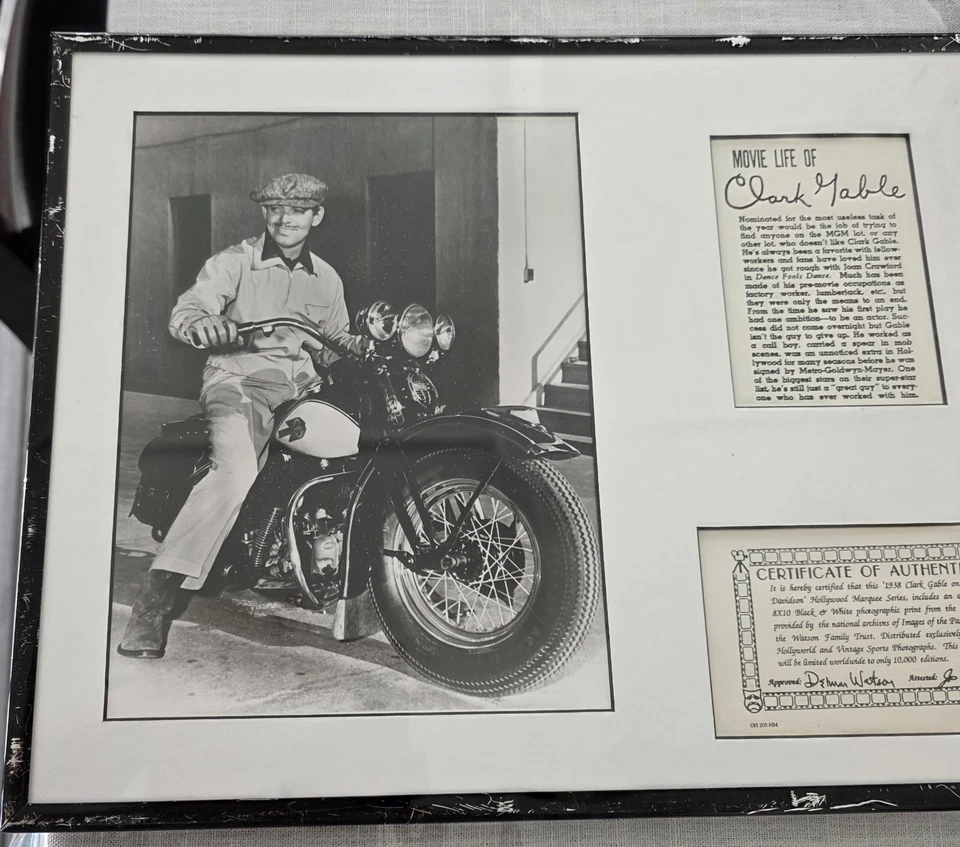 MOVIE LIFE OF
Clark Gable
Nominated for the most useless task of
the year would be the job of trying to
find anyone on the MGM lot, or any
other lot, who doesn't like Clark Gable.
He's always been a favorite with fellow-
workers and fans have loved him ever
since he got rough with Joan Crawford
in Dance Fools Dance. Much has been
made of his pre-movie occupations as
factory worker, lumberjack, etc., but
they were only the means to an end.
From the time he saw his first play he
had one ambition—to be an actor. Suc-
cess did not come overnight but Gable
isn't the guy to give up. He worked as
a call boy, carried a spear in mob
scenes, was an unnoticed extra in Hol-
lywood for many seasons before he was
signed by Metro-Goldwyn-Mayer. One
of the biggest stars on their super-star
list, he's still just a "great guy" to every-
one who has ever worked with him.
CERTIFICATE OF AUTHENTI
It is hereby certified that this '1938 Clark Gable on
Davidson' Hollywood Marquee Series, includes an a
8X10 Black & White photographic print from the
provided by the national archives of Images of the Pa
the Watson Family Trust. Distributed exclusively
Hollyworld and Vintage Sports Photographs. This
will be limited worldwide to only 10,000 editions.
Approved: Delmar Watson Attested: Jo